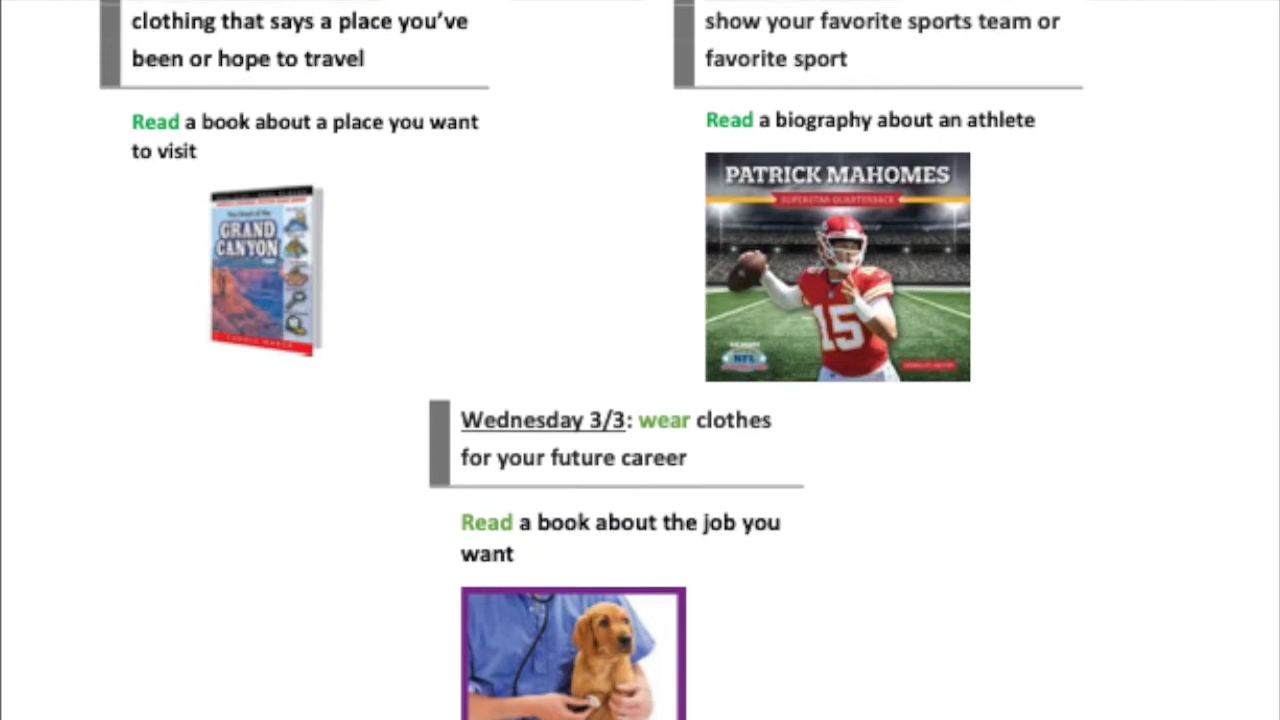 clothing that says a place you've
been or hope to travel
Read a book about a place you want
to visit
GRAND
CANYON
show your favorite sports team or
favorite sport
Read a biography about an athlete
PATRICK MAHOMES
SUPERSTAR QUARTERBACK
15
NFL
Wednesday 3/3: wear clothes
for your future career
Read a book about the job you
want